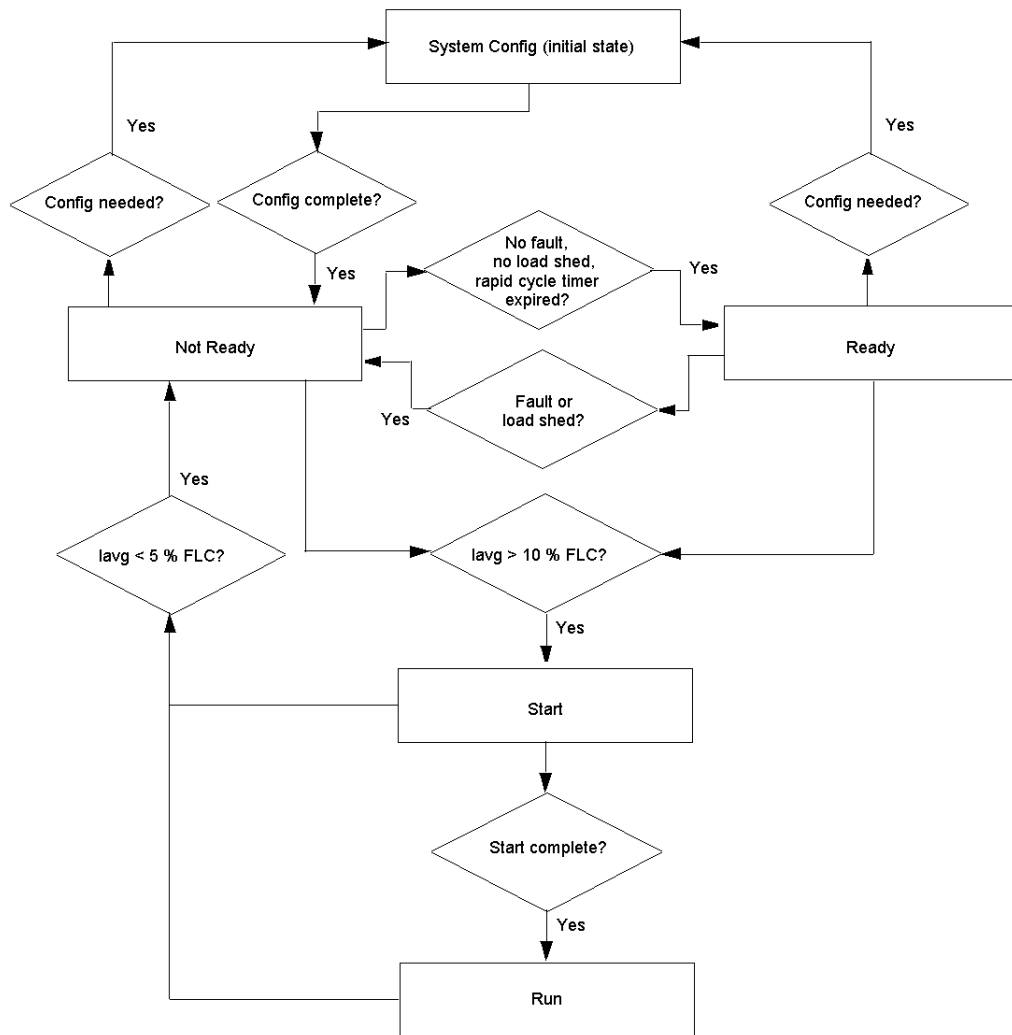 System Config (initial state)
Yes
Yes
Config needed?
Config complete?
Config needed?
No fault,
no load shed,
rapid cycle timer
expired?
Yes
Yes
Not Ready
Ready
Fault or
load shed?
Yes
Yes
Iavg < 5 % FLC?
Iavg > 10 % FLC?
Yes
Start
Start complete?
Yes
Run